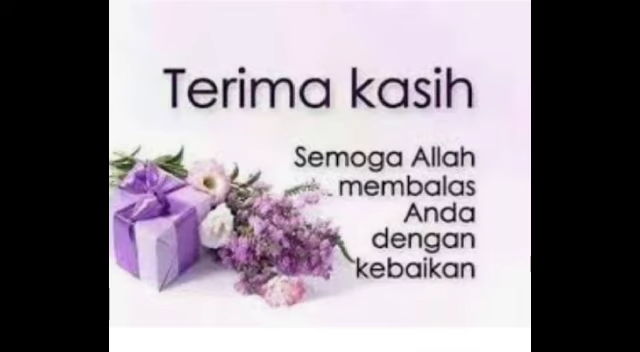 Terima kasih
Semoga Allah
membalas
Anda
dengan
kebaikan